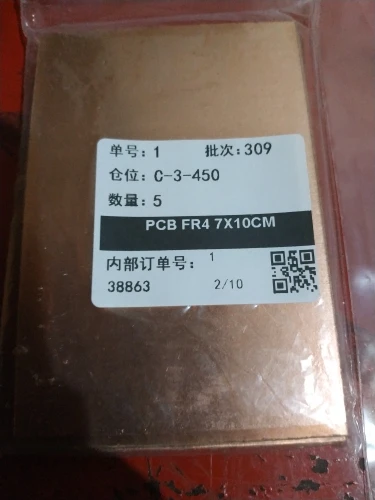 单号: 1 批次: 309
仓位: C-3-450
数量: 5
PCB FR4 7X10CM
内部订单号: 1
38863 2/10